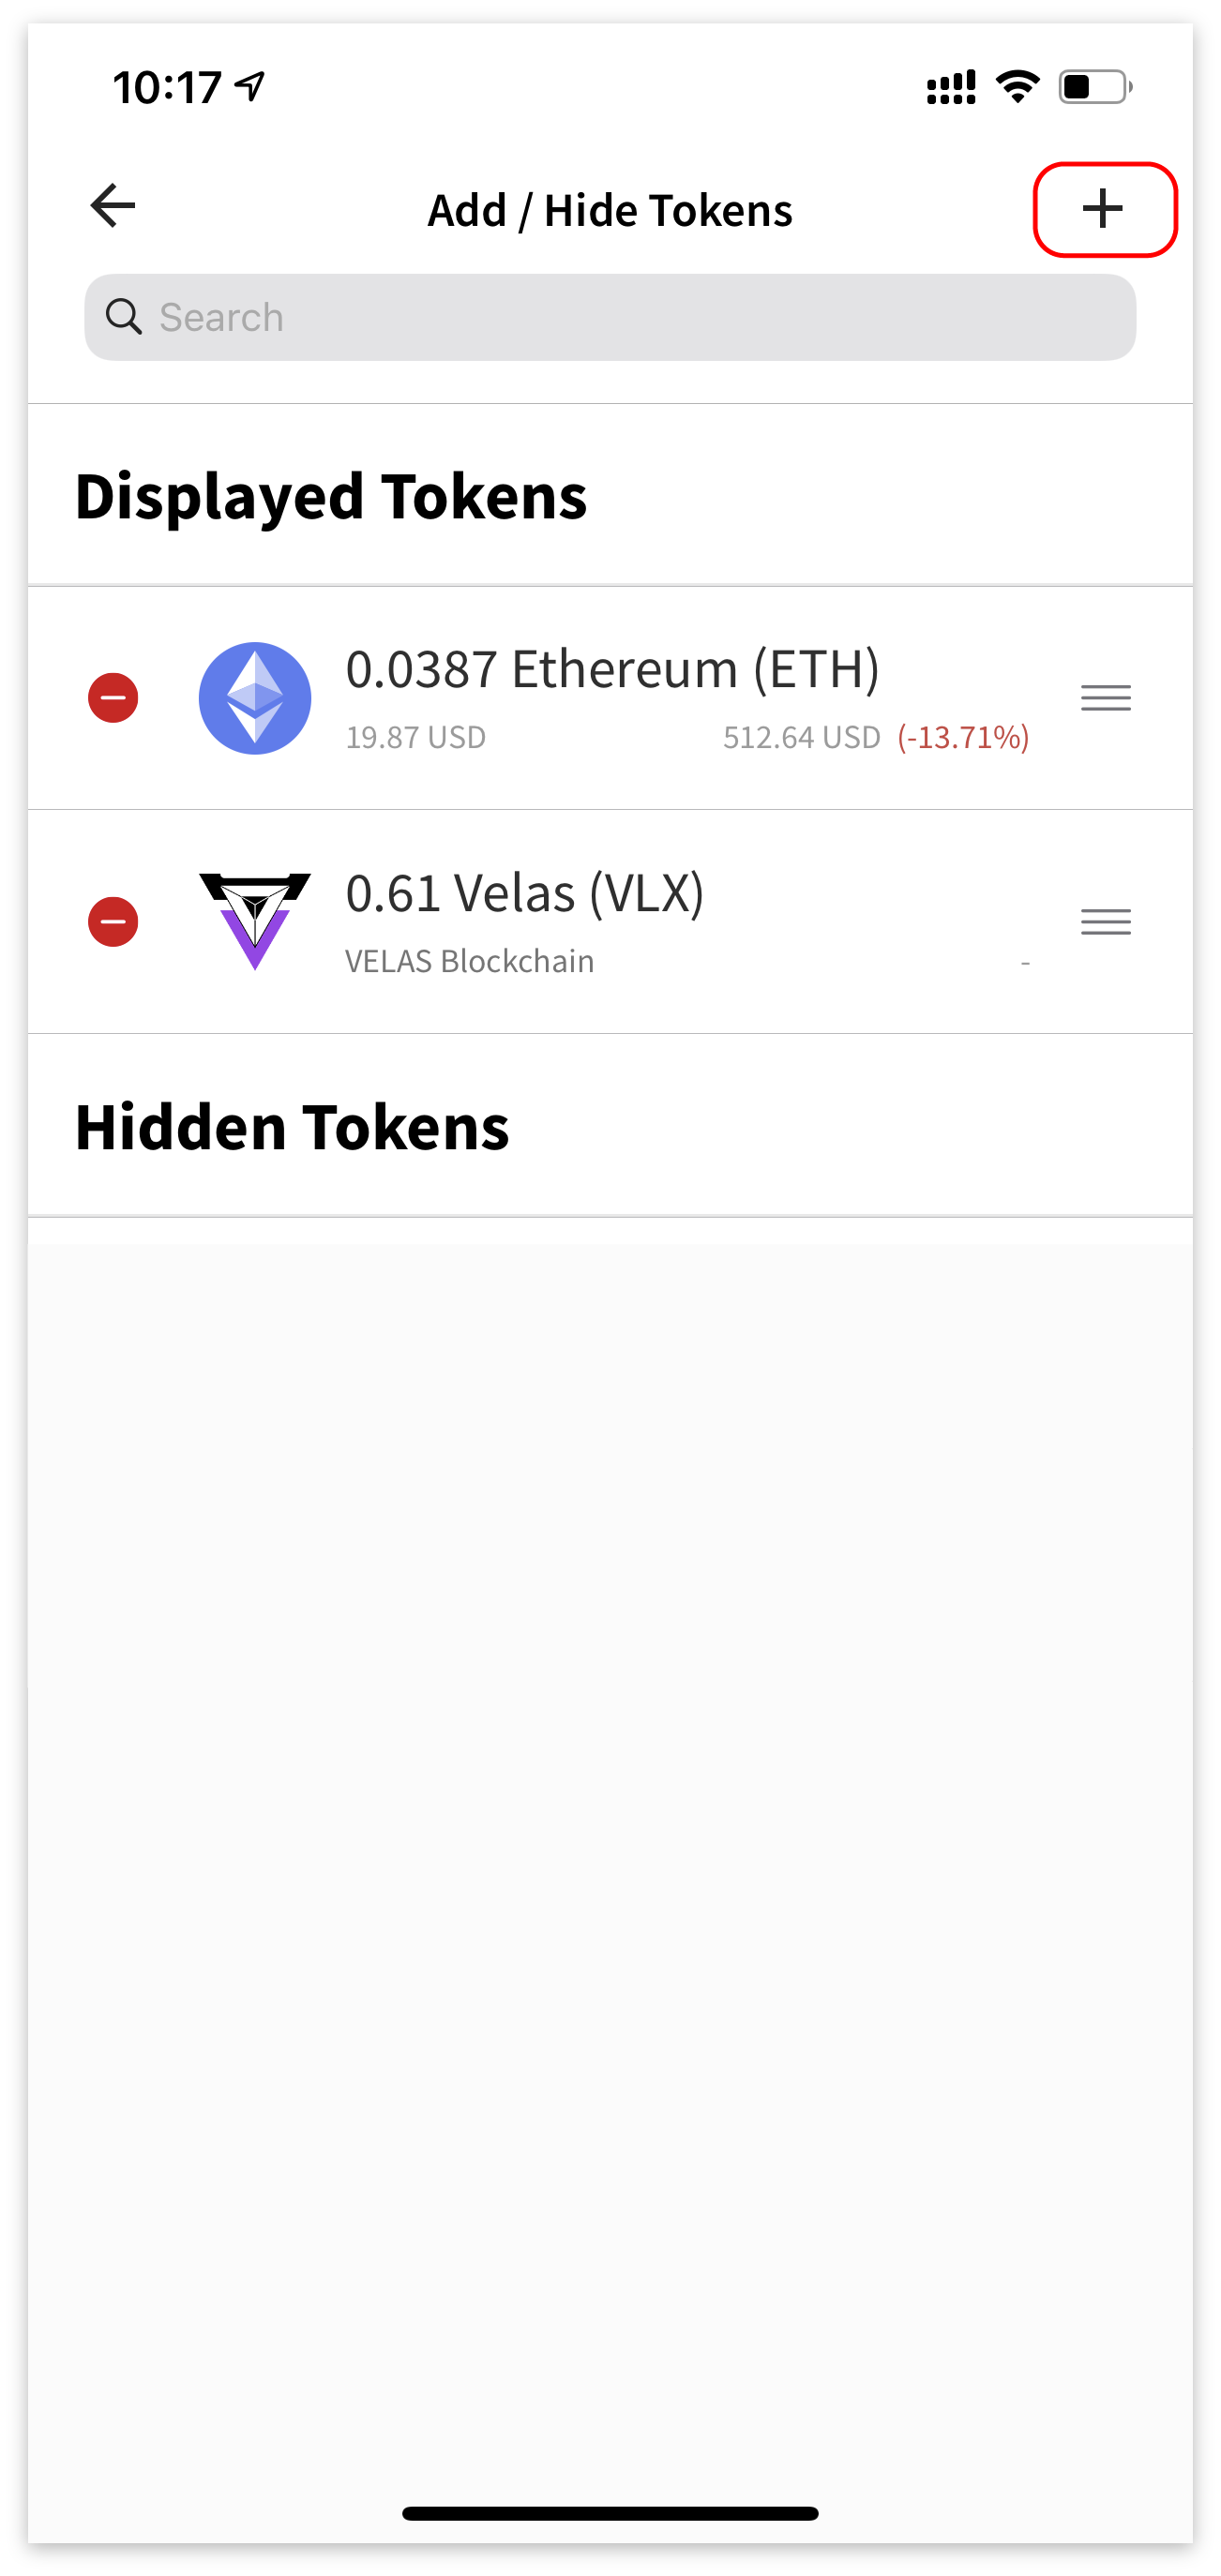 10:17
Add / Hide Tokens
Search
Displayed Tokens
0.0387 Ethereum (ETH)
19.87 USD 512.64 USD (-13.71%)
0.61 Velas (VLX)
VELAS Blockchain -
Hidden Tokens